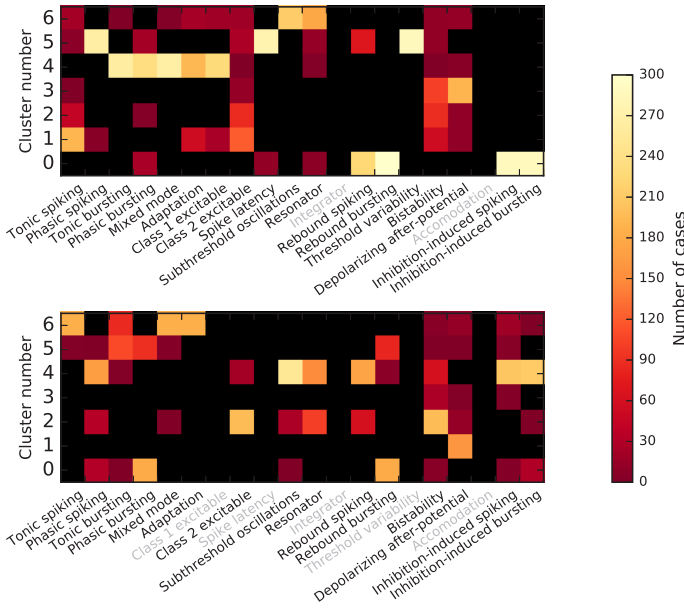 6
5
4
3
2
1
0
Cluster number
Tonic spiking
Phasic spiking
Tonic bursting
Phasic bursting
Mixed mode
Adaptation
Class 1 excitable
Class 2 excitable
Spike latency
Subthreshold oscillations
Resonator
Integrator
Rebound spiking
Rebound bursting
Threshold variability
Bistability
Depolarizing after-potential
Accomodation
Inhibition-induced spiking
Inhibition-induced bursting
6
5
4
3
2
1
0
Cluster number
Tonic spiking
Phasic spiking
Tonic bursting
Phasic bursting
Mixed mode
Adaptation
Class 1 excitable
Class 2 excitable
Spike latency
Subthreshold oscillations
Resonator
Integrator
Rebound spiking
Rebound bursting
Threshold variability
Bistability
Depolarizing after-potential
Accomodation
Inhibition-induced spiking
Inhibition-induced bursting
300
270
240
210
180
150
120
90
60
30
0
Number of cases